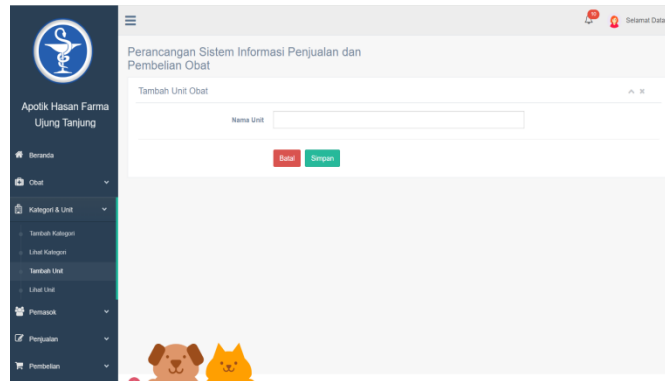 10
Selamat Data
Perancangan Sistem Informasi Penjualan dan
Pembelian Obat
Tambah Unit Obat
Nama Unit
Batal
Simpan
Apotik Hasan Farma
Ujung Tanjung
Beranda
Obat
Kategori & Unit
Tambah Kategori
Lihat Kategori
Tambah Unit
Lihat Unit
Pemasok
Penjualan
Pembelian